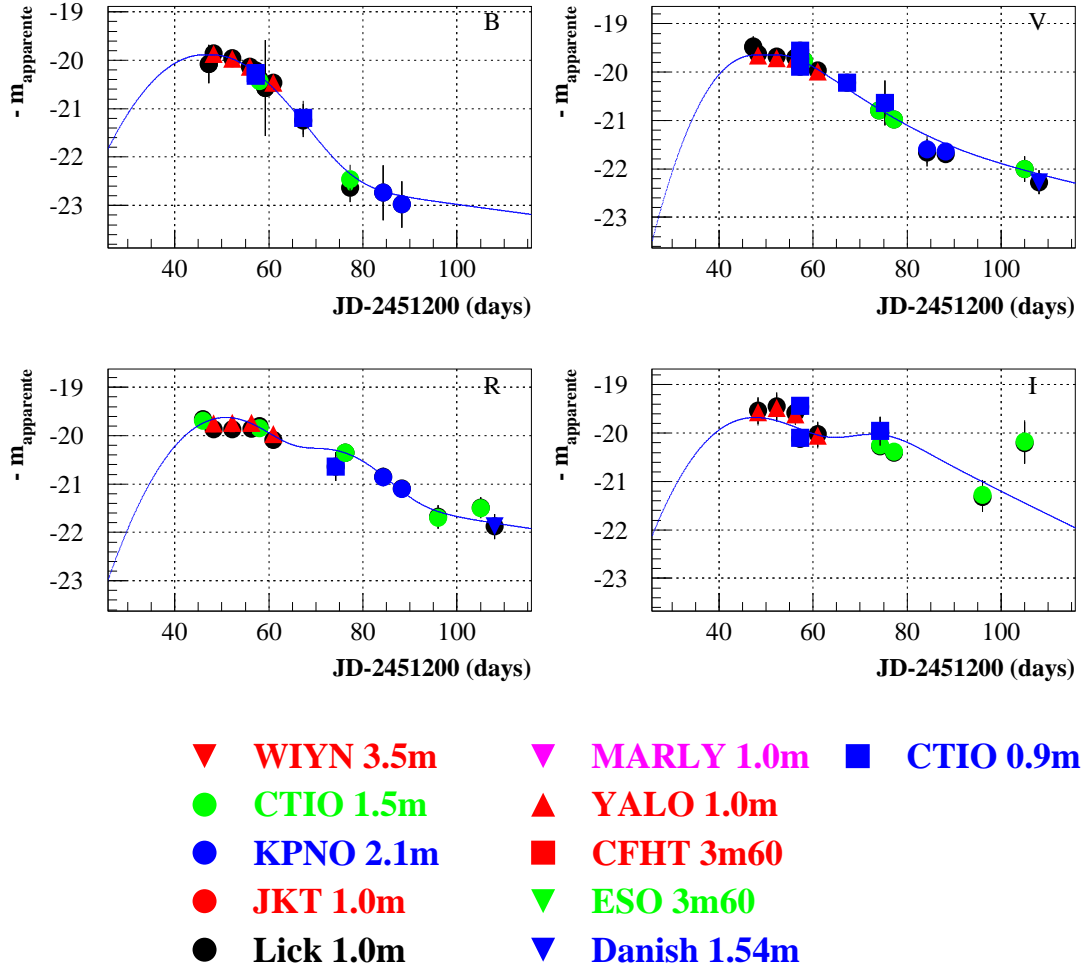 B
- m apparente
-19
-20
-21
-22
-23
40 60 80 100
JD-2451200 (days)
V
- m apparente
-19
-20
-21
-22
-23
40 60 80 100
JD-2451200 (days)
R
- m apparente
-19
-20
-21
-22
-23
40 60 80 100
JD-2451200 (days)
I
- m apparente
-19
-20
-21
-22
-23
40 60 80 100
JD-2451200 (days)
WIYN 3.5m
CTIO 1.5m
KPNO 2.1m
JKT 1.0m
Lick 1.0m
MARLY 1.0m
YALO 1.0m
CFHT 3m60
ESO 3m60
Danish 1.54m
CTIO 0.9m